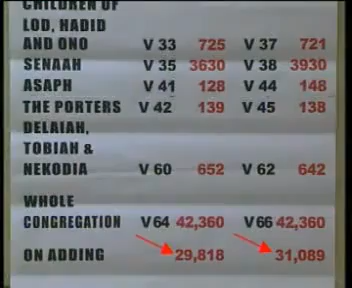 CHILDREN OF
LOD, HADID
AND ONO V 33 725 V 37 721
SENAAH V 35 3630 V 38 3930
ASAPH V 41 128 V 44 148
THE PORTERS V 42 139 V 45 138
DELAIAH,
TOBIAH &
NEKODIA V 60 652 V 62 642
WHOLE
CONGREGATION V64 42,360 V66 42,360
ON ADDING 29,818 31,089